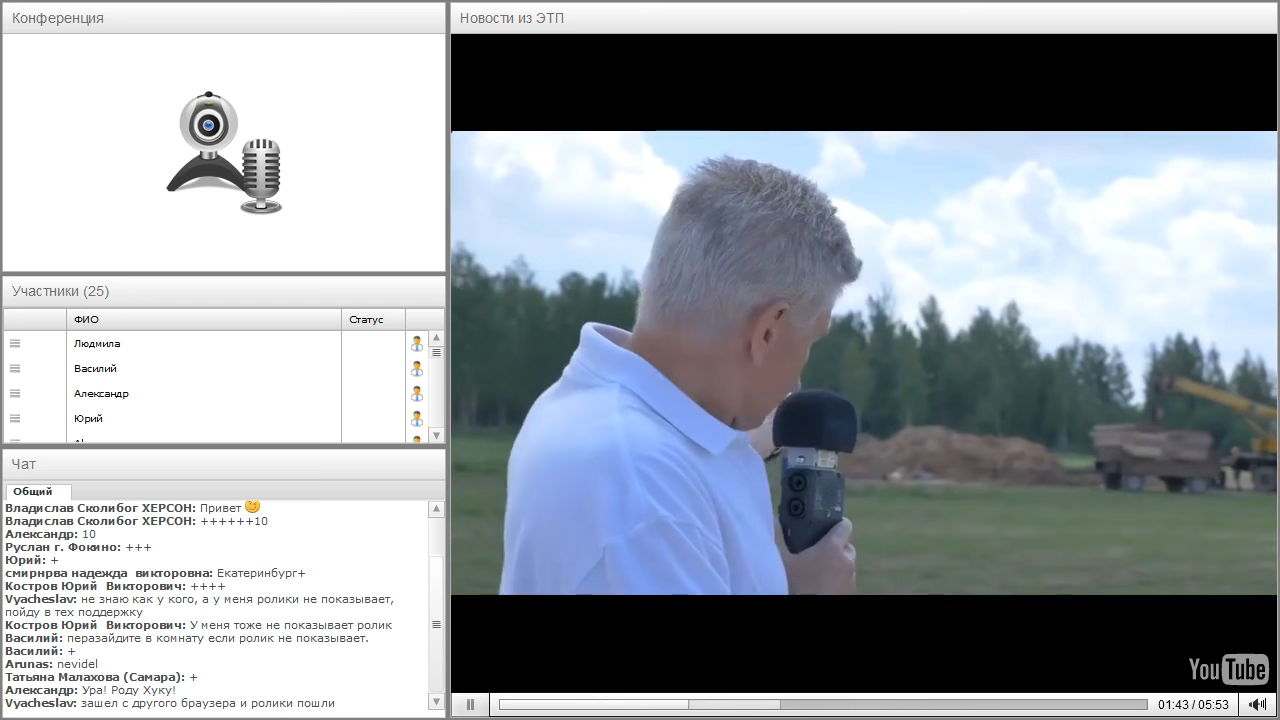 Конференция
Новости из ЭТП
Участники (25)
ФИО
Статус
Людмила
Василий
Александр
Юрий
Чат
Общий
Владислав Сколибог ХЕРСОН: Привет
Владислав Сколибог ХЕРСОН: ++++++10
Александр: 10
Руслан г. Фокино: +++
Юрий: +
смирнрва надежда викторовна: Екатеринбург+
Костров Юрий Викторович: ++++
Vyacheslav: не знаю как у кого, а у меня ролики не показывает,
пойду в тех поддержку
Костров Юрий Викторович: У меня тоже не показывает ролик
Василий: перазайдите в комнату если ролик не показывает.
Василий: +
Arunas: nevidel
Татьяна Малахова (Самара): +
Александр: Ура! Роду Хуку!
Vyacheslav: зашел с другого браузера и ролики пошли
YouTube
01:43 / 05:53